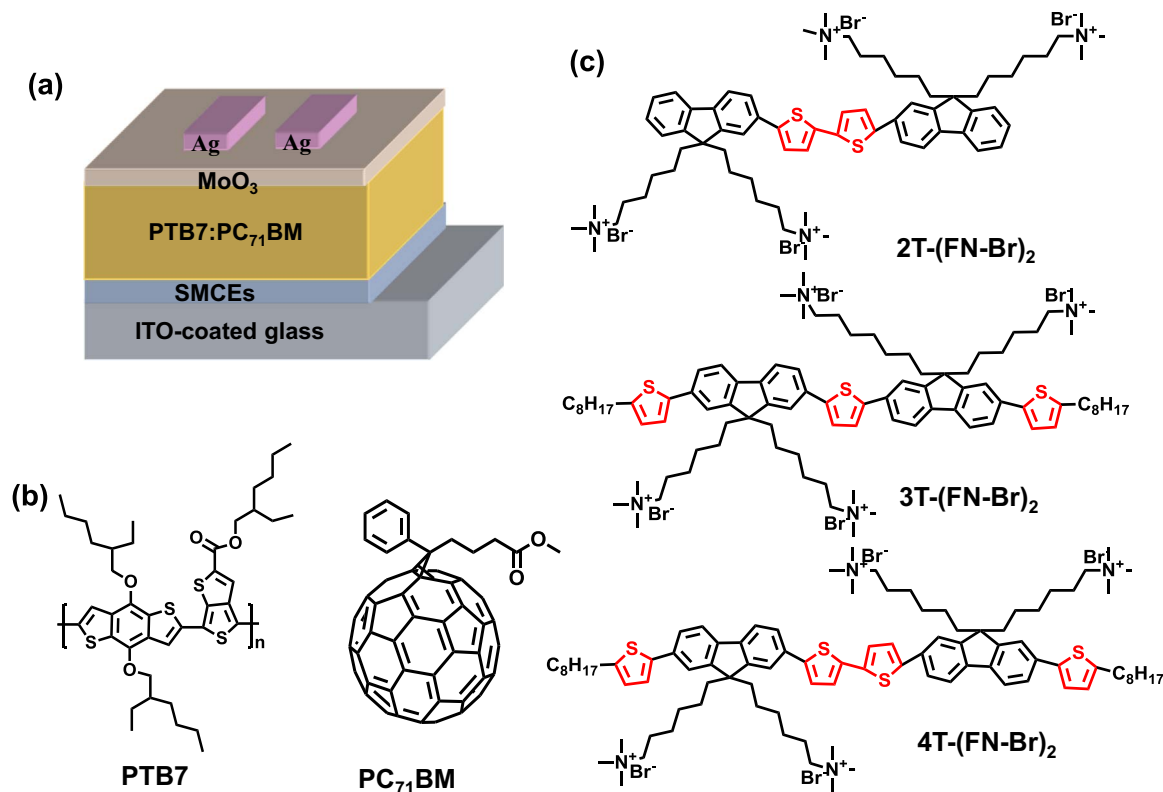 (a)
Ag Ag
MoO₃
PTB7:PC₇₁BM
SMCEs
ITO-coated glass
(b)
O
O
O
S
S
S
S
O
[ ]n
PTB7
O
O
PC₇₁BM
(c)
N⁺ Br⁻ Br⁻ N⁺
S
S
N⁺ Br⁻ Br⁻ N⁺
2T-(FN-Br)₂
N⁺ Br⁻ Br⁻ N⁺
C₈H₁₇ S S S C₈H₁₇
N⁺ Br⁻ Br⁻ N⁺
3T-(FN-Br)₂
N⁺ Br⁻ Br⁻ N⁺
C₈H₁₇ S S S S C₈H₁₇
N⁺ Br⁻ Br⁻ N⁺
4T-(FN-Br)₂